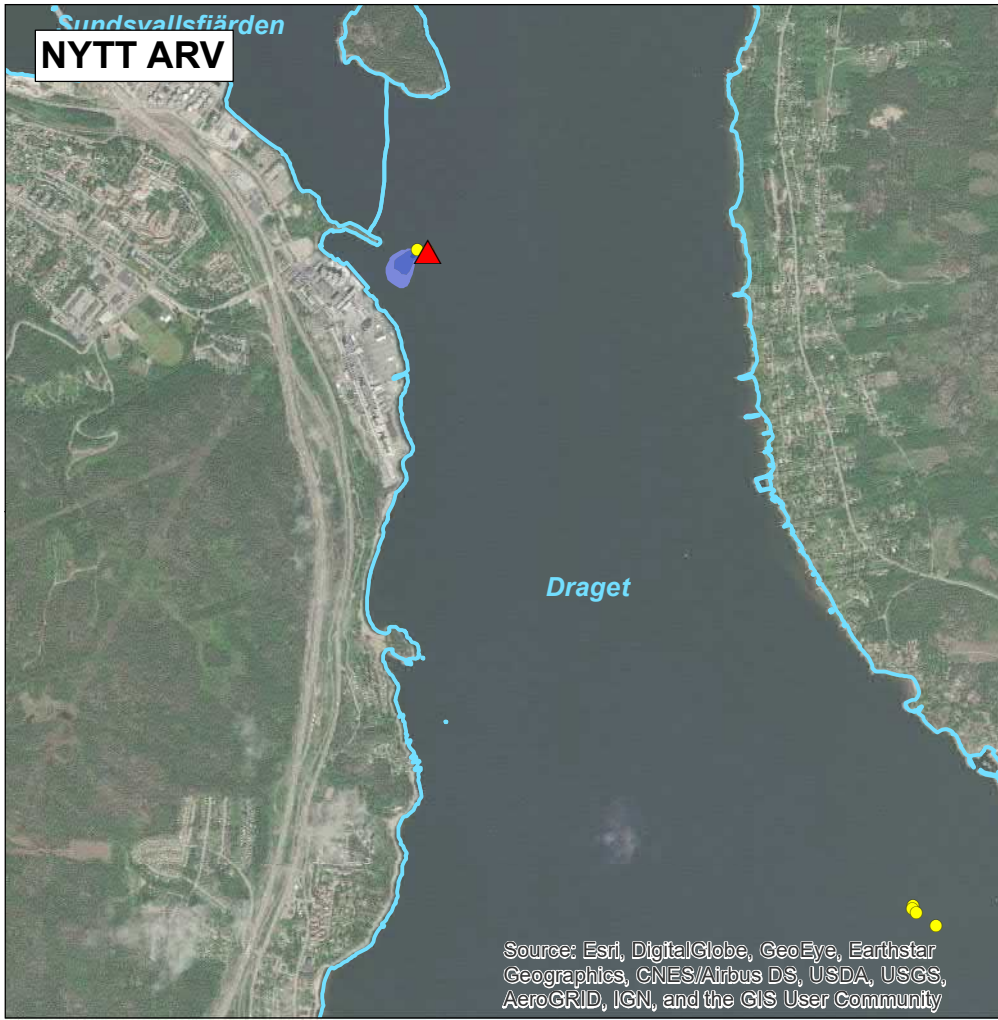 Sundsvallsfjärden
NYTT ARV
Draget
Source: Esri, DigitalGlobe, GeoEye, Earthstar
Geographics, CNES/Airbus DS, USDA, USGS,
AeroGRID, IGN, and the GIS User Community